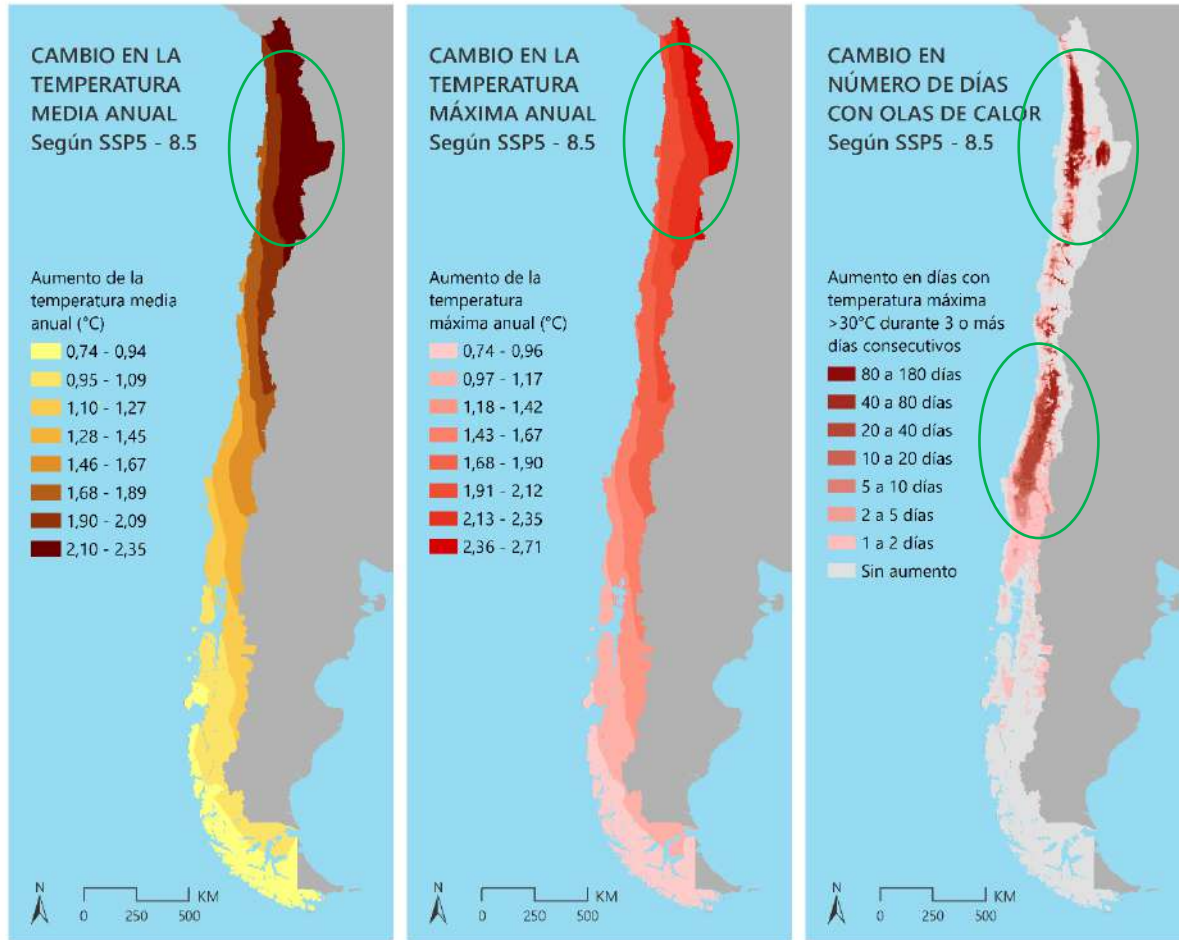 CAMBIO EN LA
TEMPERATURA
MEDIA ANUAL
Según SSP5 - 8.5
Aumento de la
temperatura media
anual (°C)
0,74 - 0,94
0,95 - 1,09
1,10 - 1,27
1,28 - 1,45
1,46 - 1,67
1,68 - 1,89
1,90 - 2,09
2,10 - 2,35
N
KM
0 250 500
CAMBIO EN LA
TEMPERATURA
MÁXIMA ANUAL
Según SSP5 - 8.5
Aumento de la
temperatura
máxima anual (°C)
0,74 - 0,96
0,97 - 1,17
1,18 - 1,42
1,43 - 1,67
1,68 - 1,90
1,91 - 2,12
2,13 - 2,35
2,36 - 2,71
N
KM
0 250 500
CAMBIO EN
NÚMERO DE DÍAS
CON OLAS DE CALOR
Según SSP5 - 8.5
Aumento en días con
temperatura máxima
>30°C durante 3 o más
días consecutivos
80 a 180 días
40 a 80 días
20 a 40 días
10 a 20 días
5 a 10 días
2 a 5 días
1 a 2 días
Sin aumento
N
KM
0 250 500